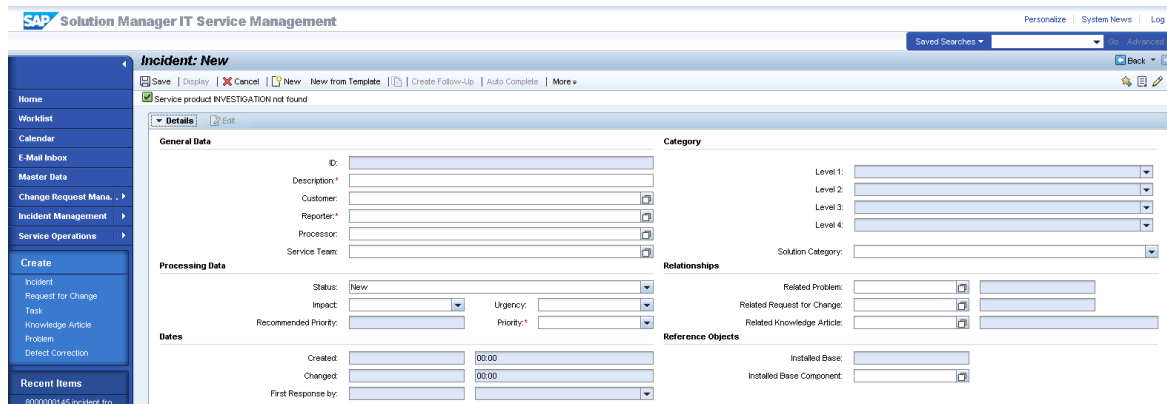 SAP Solution Manager IT Service Management
Personalize System News Log
Saved Searches Go Advanced
Incident: New
Back
Save Display Cancel New New from Template Create Follow-Up Auto Complete More
Service product INVESTIGATION not found
Home
Worklist
Calendar
E-Mail Inbox
Master Data
Change Request Mana. .
Incident Management
Service Operations
Create
Incident
Request for Change
Task
Knowledge Article
Problem
Defect Correction
Recent Items
8000000145 incident fro
Details Edit
General Data
ID:
Description:*
Customer:
Reporter:*
Processor:
Service Team:
Processing Data
Status: New
Impact: Urgency:
Recommended Priority: Priority:*
Dates
Created: 00:00
Changed: 00:00
First Response by:
Category
Level 1:
Level 2:
Level 3:
Level 4:
Solution Category:
Relationships
Related Problem:
Related Request for Change:
Related Knowledge Article:
Reference Objects
Installed Base:
Installed Base Component: